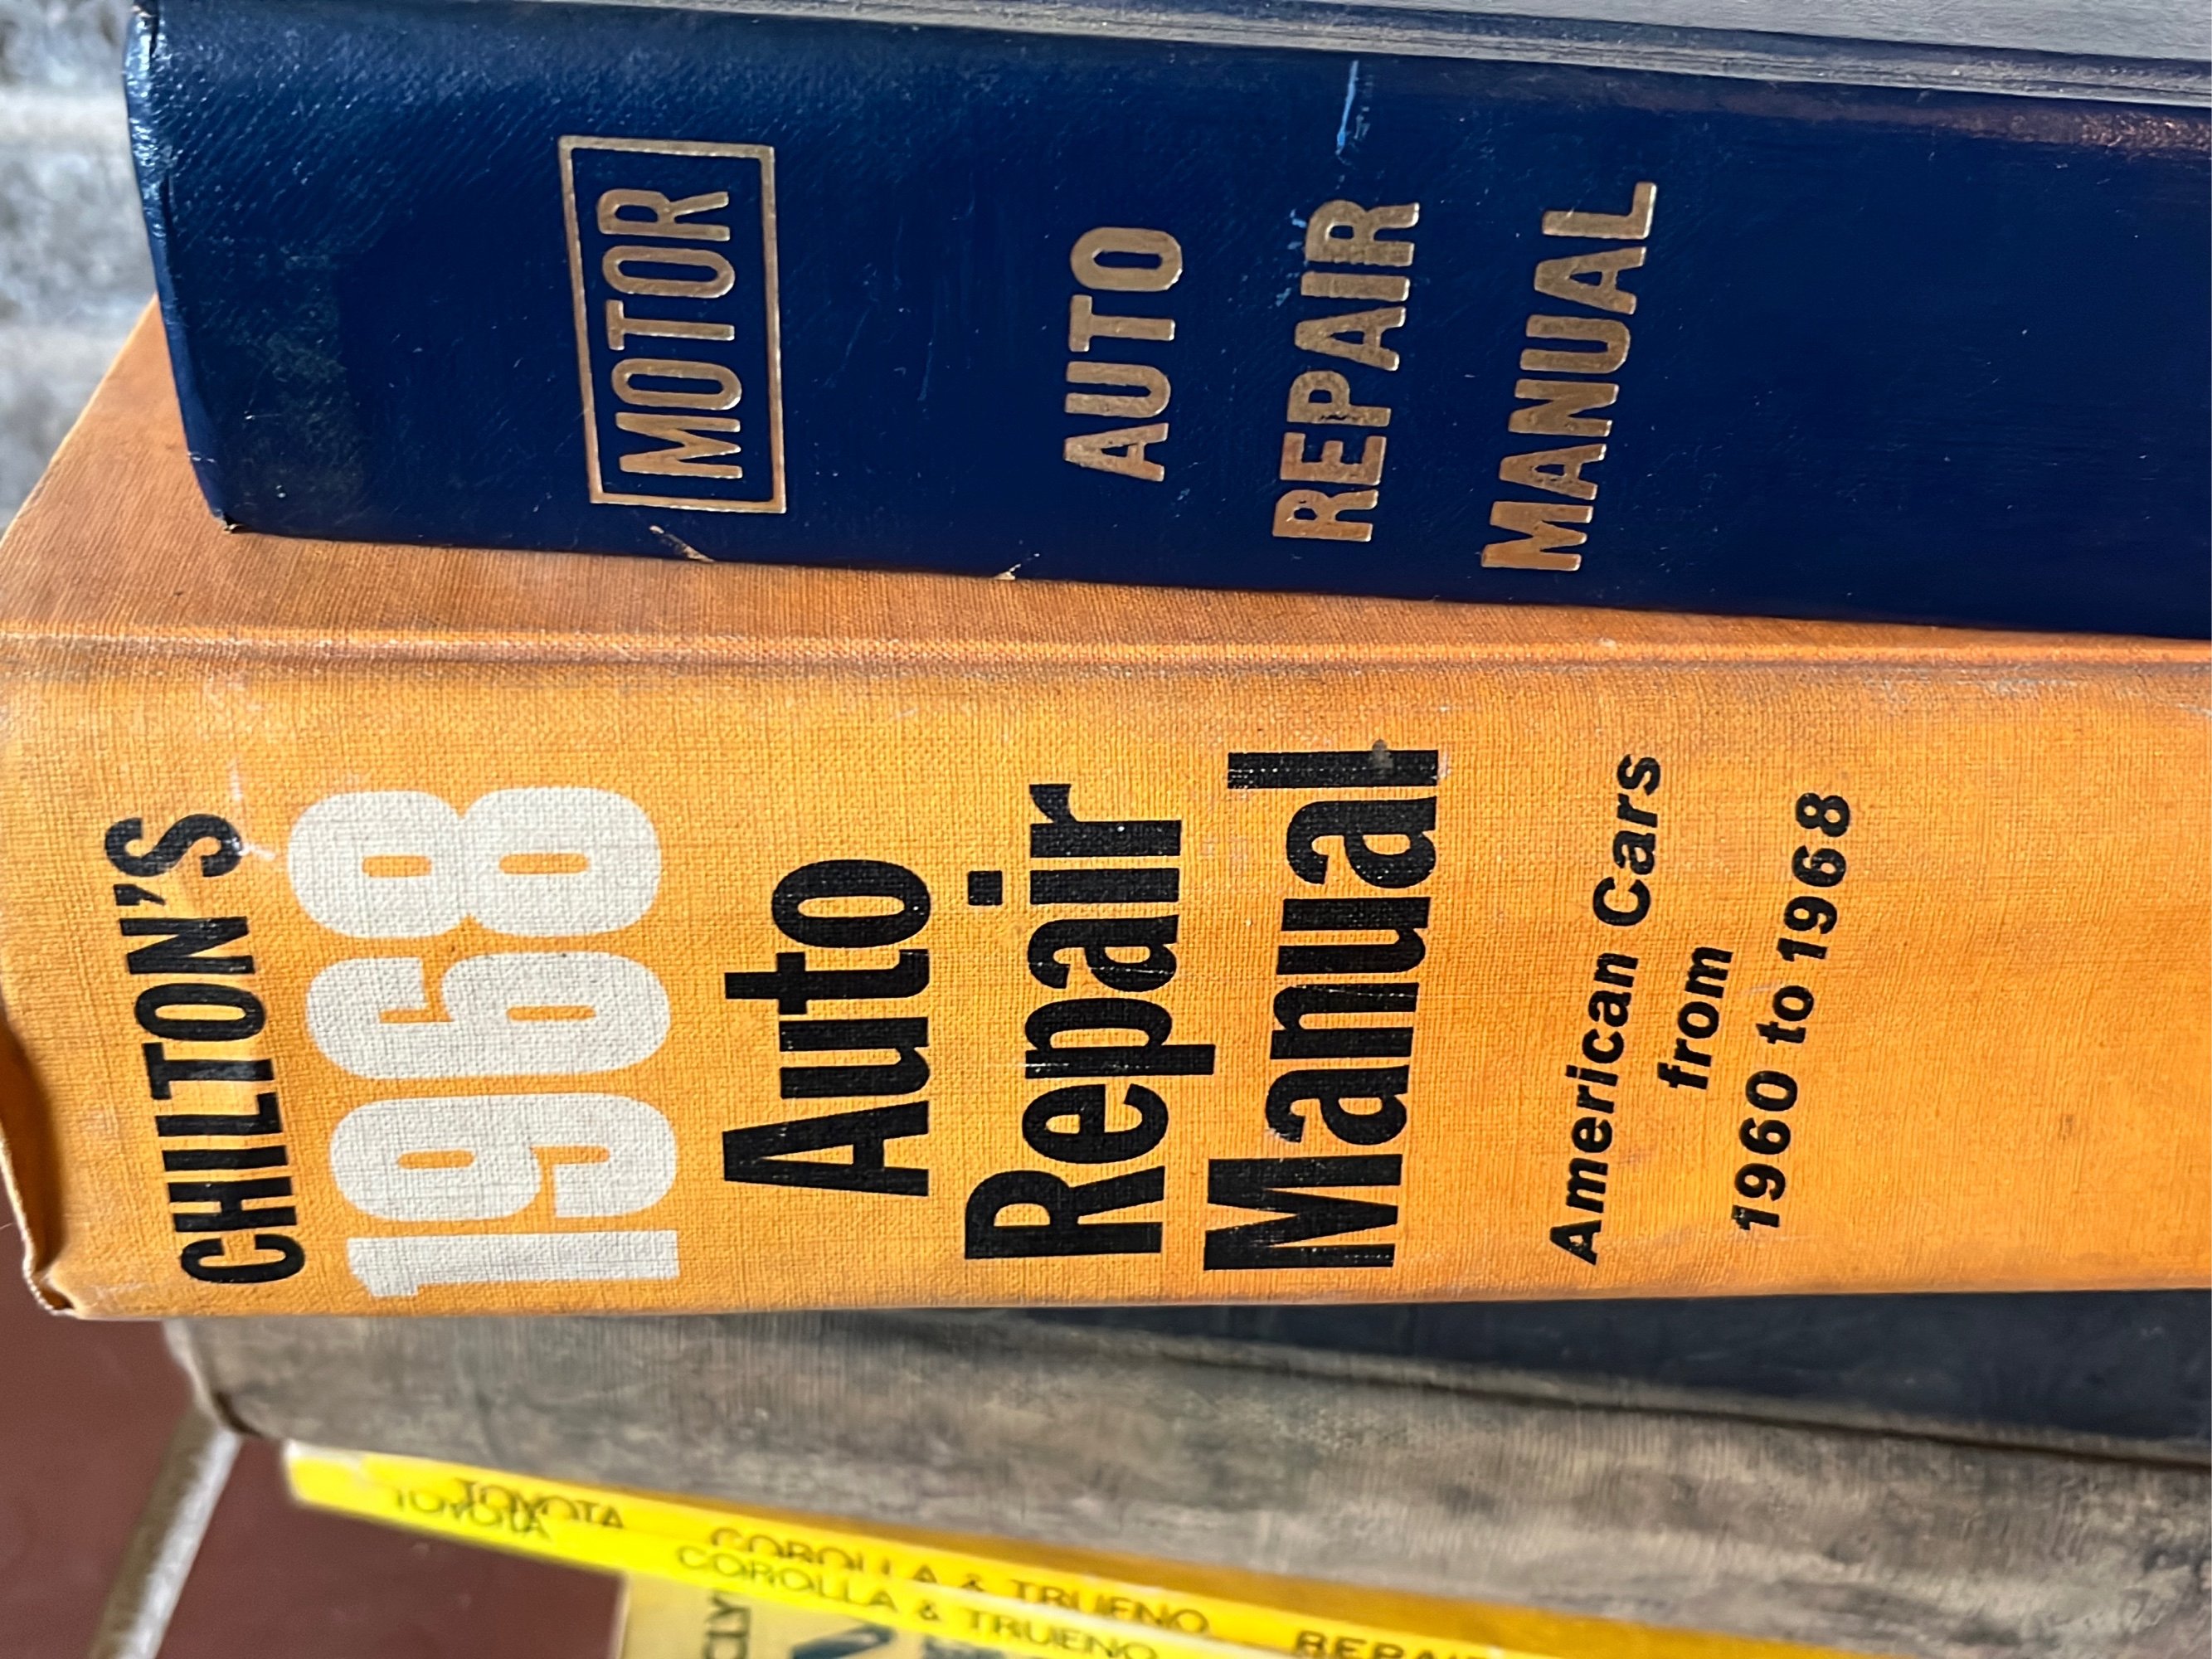 MOTOR
AUTO
REPAIR
MANUAL
CHILTON'S
1968
Auto
Repair
Manual
American Cars
from
1960 to 1968
TOYOTA COROLLA & TRUENO
TOYOTA COROLLA & TRUENO